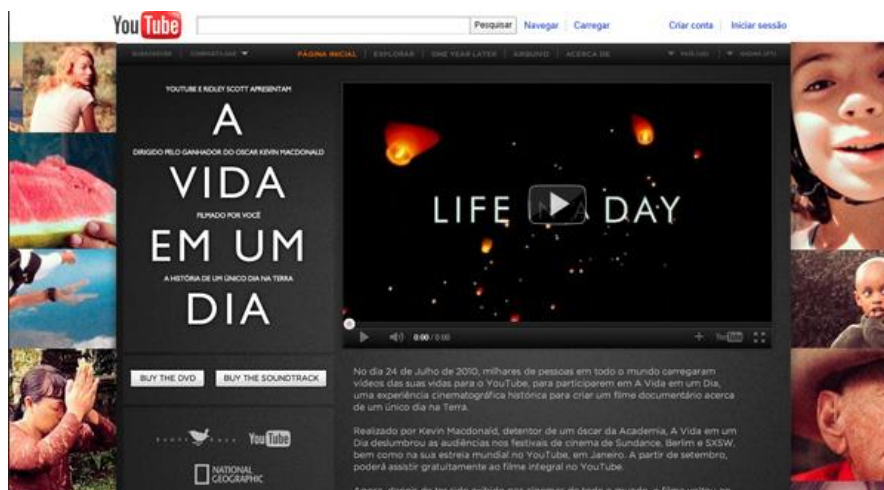 YouTube
Pesquisar Navegar Carregar Criar conta Iniciar sessão
SUBSCREVER COMPARTILHAR PÁGINA INICIAL EXPLORAR ONE YEAR LATER ARQUIVO ACERCA DE
YOUTUBE E RIDLEY SCOTT APRESENTAM
A
DIRIGIDO PELO GANHADOR DO OSCAR KEVIN MACDONALD
VIDA
FILMADO POR VOCÊ
EM UM
A HISTÓRIA DE UM ÚNICO DIA NA TERRA
DIA
LIFE A DAY
0:00 / 0:00
YouTube
BUY THE DVD BUY THE SOUNDTRACK
YouTube
NATIONAL
GEOGRAPHIC
No dia 24 de Julho de 2010, milhares de pessoas em todo o mundo carregaram
vídeos das suas vidas para o YouTube, para participarem em A Vida em um Dia,
uma experiência cinematográfica histórica para criar um filme documentário acerca
de um único dia na Terra.
Realizado por Kevin Macdonald, detentor de um óscar da Academia, A Vida em um
Dia deslumbrou as audiências nos festivais de cinema de Sundance, Berlim e SXSW,
bem como na sua estreia mundial no YouTube, em Janeiro. A partir de setembro,
poderá assistir gratuitamente ao filme integral no YouTube.